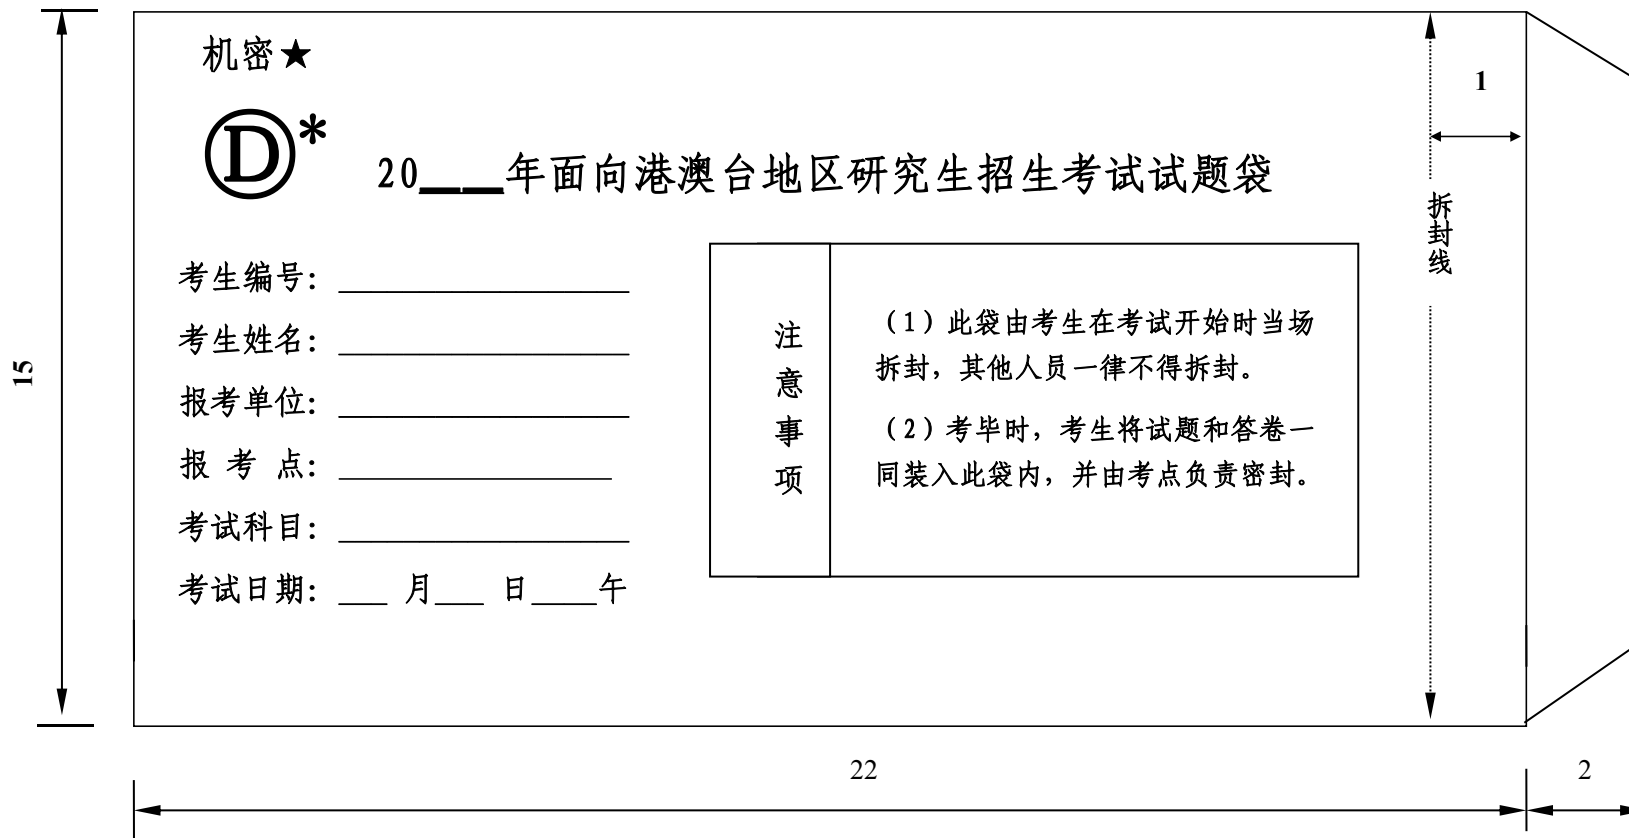 机密★
1
Ⓓ*
20____年面向港澳台地区研究生招生考试试题袋
拆封线
考生编号：__________________
考生姓名：__________________
报考单位：__________________
报 考 点：_________________
考试科目：__________________
考试日期：___ 月___ 日____午
注意事项
（1）此袋由考生在考试开始时当场
拆封，其他人员一律不得拆封。
（2）考毕时，考生将试题和答卷一
同装入此袋内，并由考点负责密封。
15
22
2